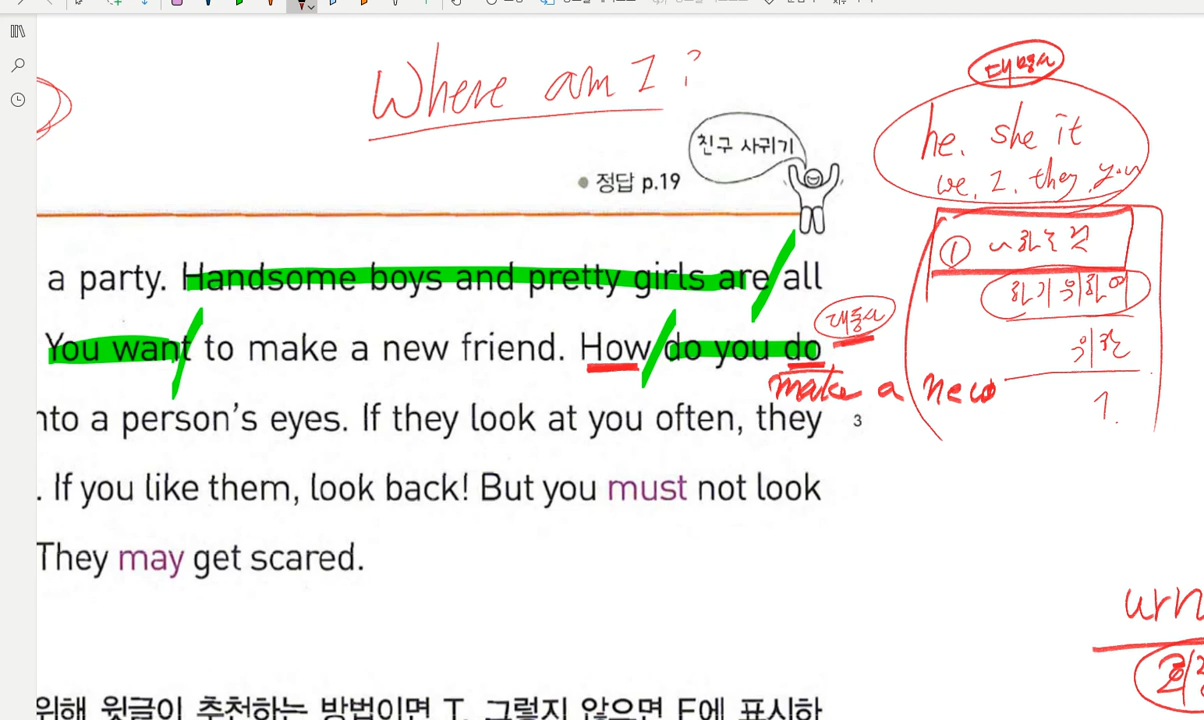 Where am I?
대명사
he. she it
we. I. they. you
친구 사귀기
정답 p.19
① ~하는 것
하기 위하여
위한
a party. Handsome boys and pretty girls are all
대동사
You want to make a new friend. How do you do
make a new
nto a person's eyes. If they look at you often, they 3
. If you like them, look back! But you must not look
They may get scared.
urn
위해 윗글이 추천하는 방법이면 T, 그렇지 않으면 F에 표시하